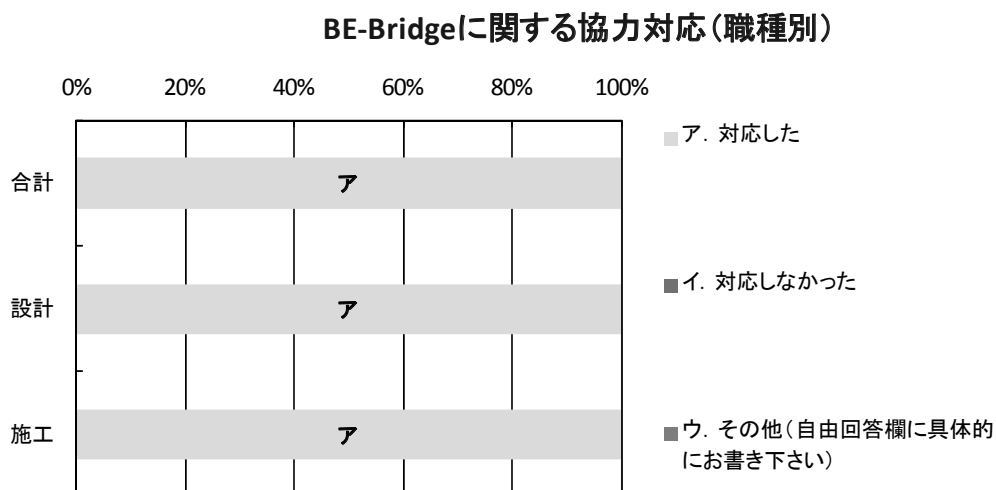 BE-Bridgeに関する協力対応（職種別）
0% 20% 40% 60% 80% 100%
合計 ア
設計 ア
施工 ア
ア．対応した
イ．対応しなかった
ウ．その他（自由回答欄に具体的
にお書き下さい）